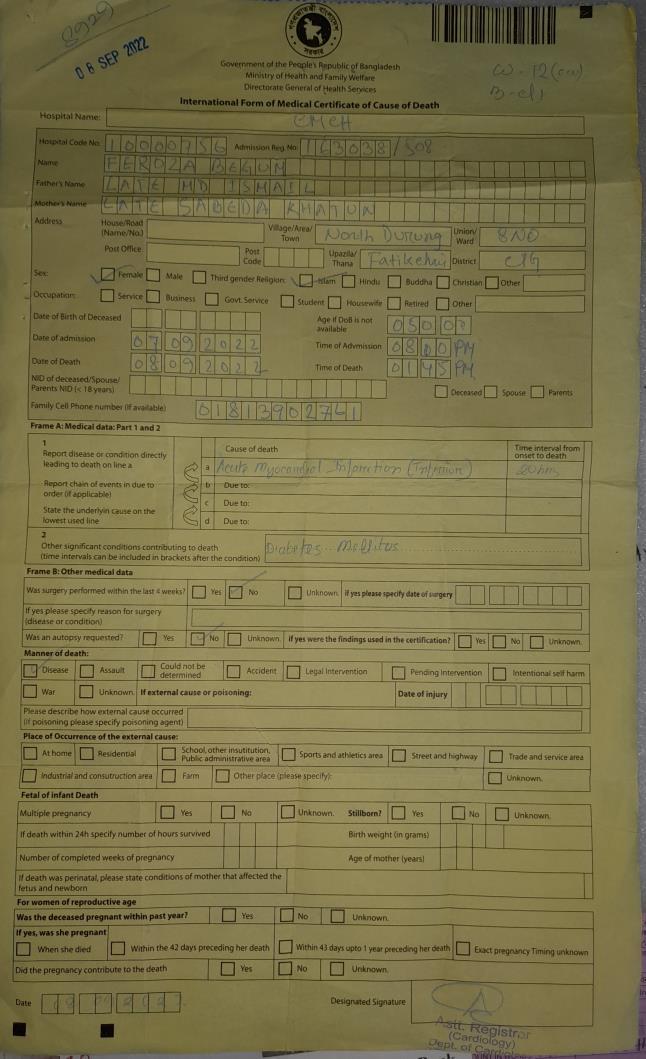 8929
08 SEP 2022
গণপ্রজাতন্ত্রী বাংলাদেশ সরকার
Government of the People's Republic of Bangladesh
Ministry of Health and Family Welfare
Directorate General of Health Services
International Form of Medical Certificate of Cause of Death
Hospital Name: CMCH
Hospital Code No: 10000756 Admission Reg. No: 163038/508
Name FEROZA BEGUM
Father's Name LATE MD ISMAIL
Mother's Name LATE SABEDA KHATUN
Address House/Road (Name/No.) Village/Area/Town North Durung Union/Ward 8NO
Post Office Post Code Upazila/Thana Fatikchari District CTG
Sex: Female Male Third gender Religion: Islam Hindu Buddha Christian Other
Occupation: Service Business Govt. Service Student Housewife Retired Other
Date of Birth of Deceased Age if DoB is not available 050
Date of admission 07092022 Time of Advmission 0800 PM
Date of Death 08092022 Time of Death 0145 PM
NID of deceased/Spouse/Parents NID (< 18 years) Deceased Spouse Parents
Family Cell Phone number (if available) 01813902761
Frame A: Medical data: Part 1 and 2
1 Cause of death Time interval from onset to death
Report disease or condition directly leading to death on line a
a Acute Myocardial Infarction (Inferior)
Report chain of events in due to order (if applicable)
b Due to:
c Due to:
State the underlyin cause on the lowest used line
d Due to:
2
Other significant conditions contributing to death (time intervals can be included in brackets after the condition) Diabetes Mellitus
Frame B: Other medical data
Was surgery performed within the last 4 weeks? Yes No Unknown. if yes please specify date of surgery
If yes please specify reason for surgery (disease or condition)
Was an autopsy requested? Yes No Unknown. If yes were the findings used in the certification? Yes No Unknown.
Manner of death:
Disease Assault Could not be determined Accident Legal Intervention Pending Intervention Intentional self harm
War Unknown. If external cause or poisoning: Date of injury
Please describe how external cause occurred (If poisoning please specify poisoning agent)
Place of Occurrence of the external cause:
At home Residential School, other insutitution, Public administrative area Sports and athletics area Street and highway Trade and service area
Industrial and consutruction area Farm Other place (please specify): Unknown.
Fetal of infant Death
Multiple pregnancy Yes No Unknown. Stillborn? Yes No Unknown.
If death within 24h specify number of hours survived Birth weight (in grams)
Number of completed weeks of pregnancy Age of mother (years)
If death was perinatal, please state conditions of mother that affected the fetus and newborn
For women of reproductive age
Was the deceased pregnant within past year? Yes No Unknown.
If yes, was she pregnant
When she died Within the 42 days preceding her death Within 43 days upto 1 year preceding her death Exact pregnancy Timing unknown
Did the pregnancy contribute to the death Yes No Unknown.
Date Designated Signature
Astt. Registrar
(Cardiology)
Dept. of